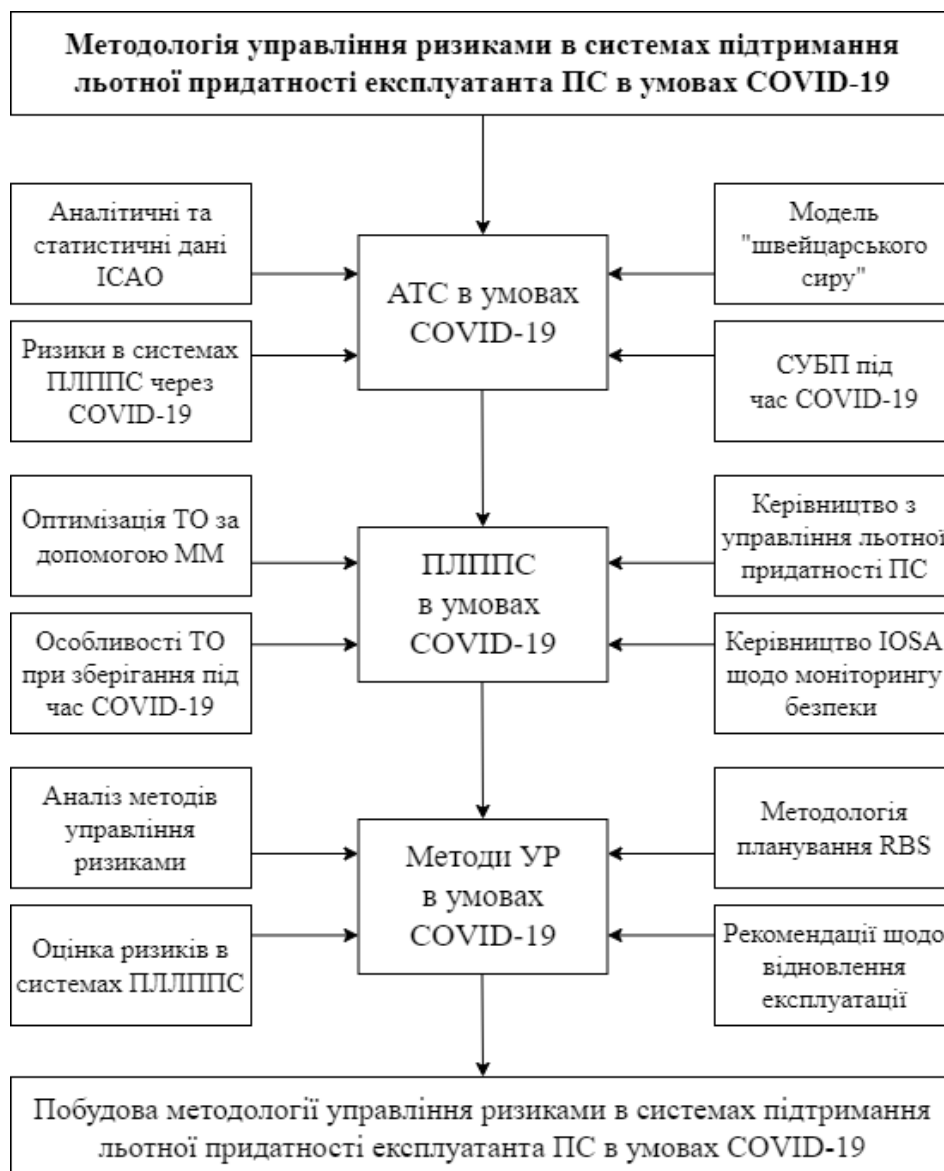 Методологія управління ризиками в системах підтримання
льотної придатності експлуатанта ПС в умовах COVID-19
Аналітичні та
статистичні дані
ІСАО
Модель
"швейцарського
сиру"
АТС в умовах
COVID-19
Ризики в системах
ПЛППС через
COVID-19
СУБП під
час COVID-19
Оптимізація ТО за
допомогою ММ
Керівництво з
управління льотної
придатності ПС
ПЛППС
в умовах
COVID-19
Особливості ТО
при зберігання під
час COVID-19
Керівництво IOSA
щодо моніторингу
безпеки
Аналіз методів
управління
ризиками
Методологія
планування RBS
Методи УР
в умовах
COVID-19
Оцінка ризиків в
системах ПЛЛППС
Рекомендації щодо
відновлення
експлуатації
Побудова методології управління ризиками в системах підтримання
льотної придатності експлуатанта ПС в умовах COVID-19